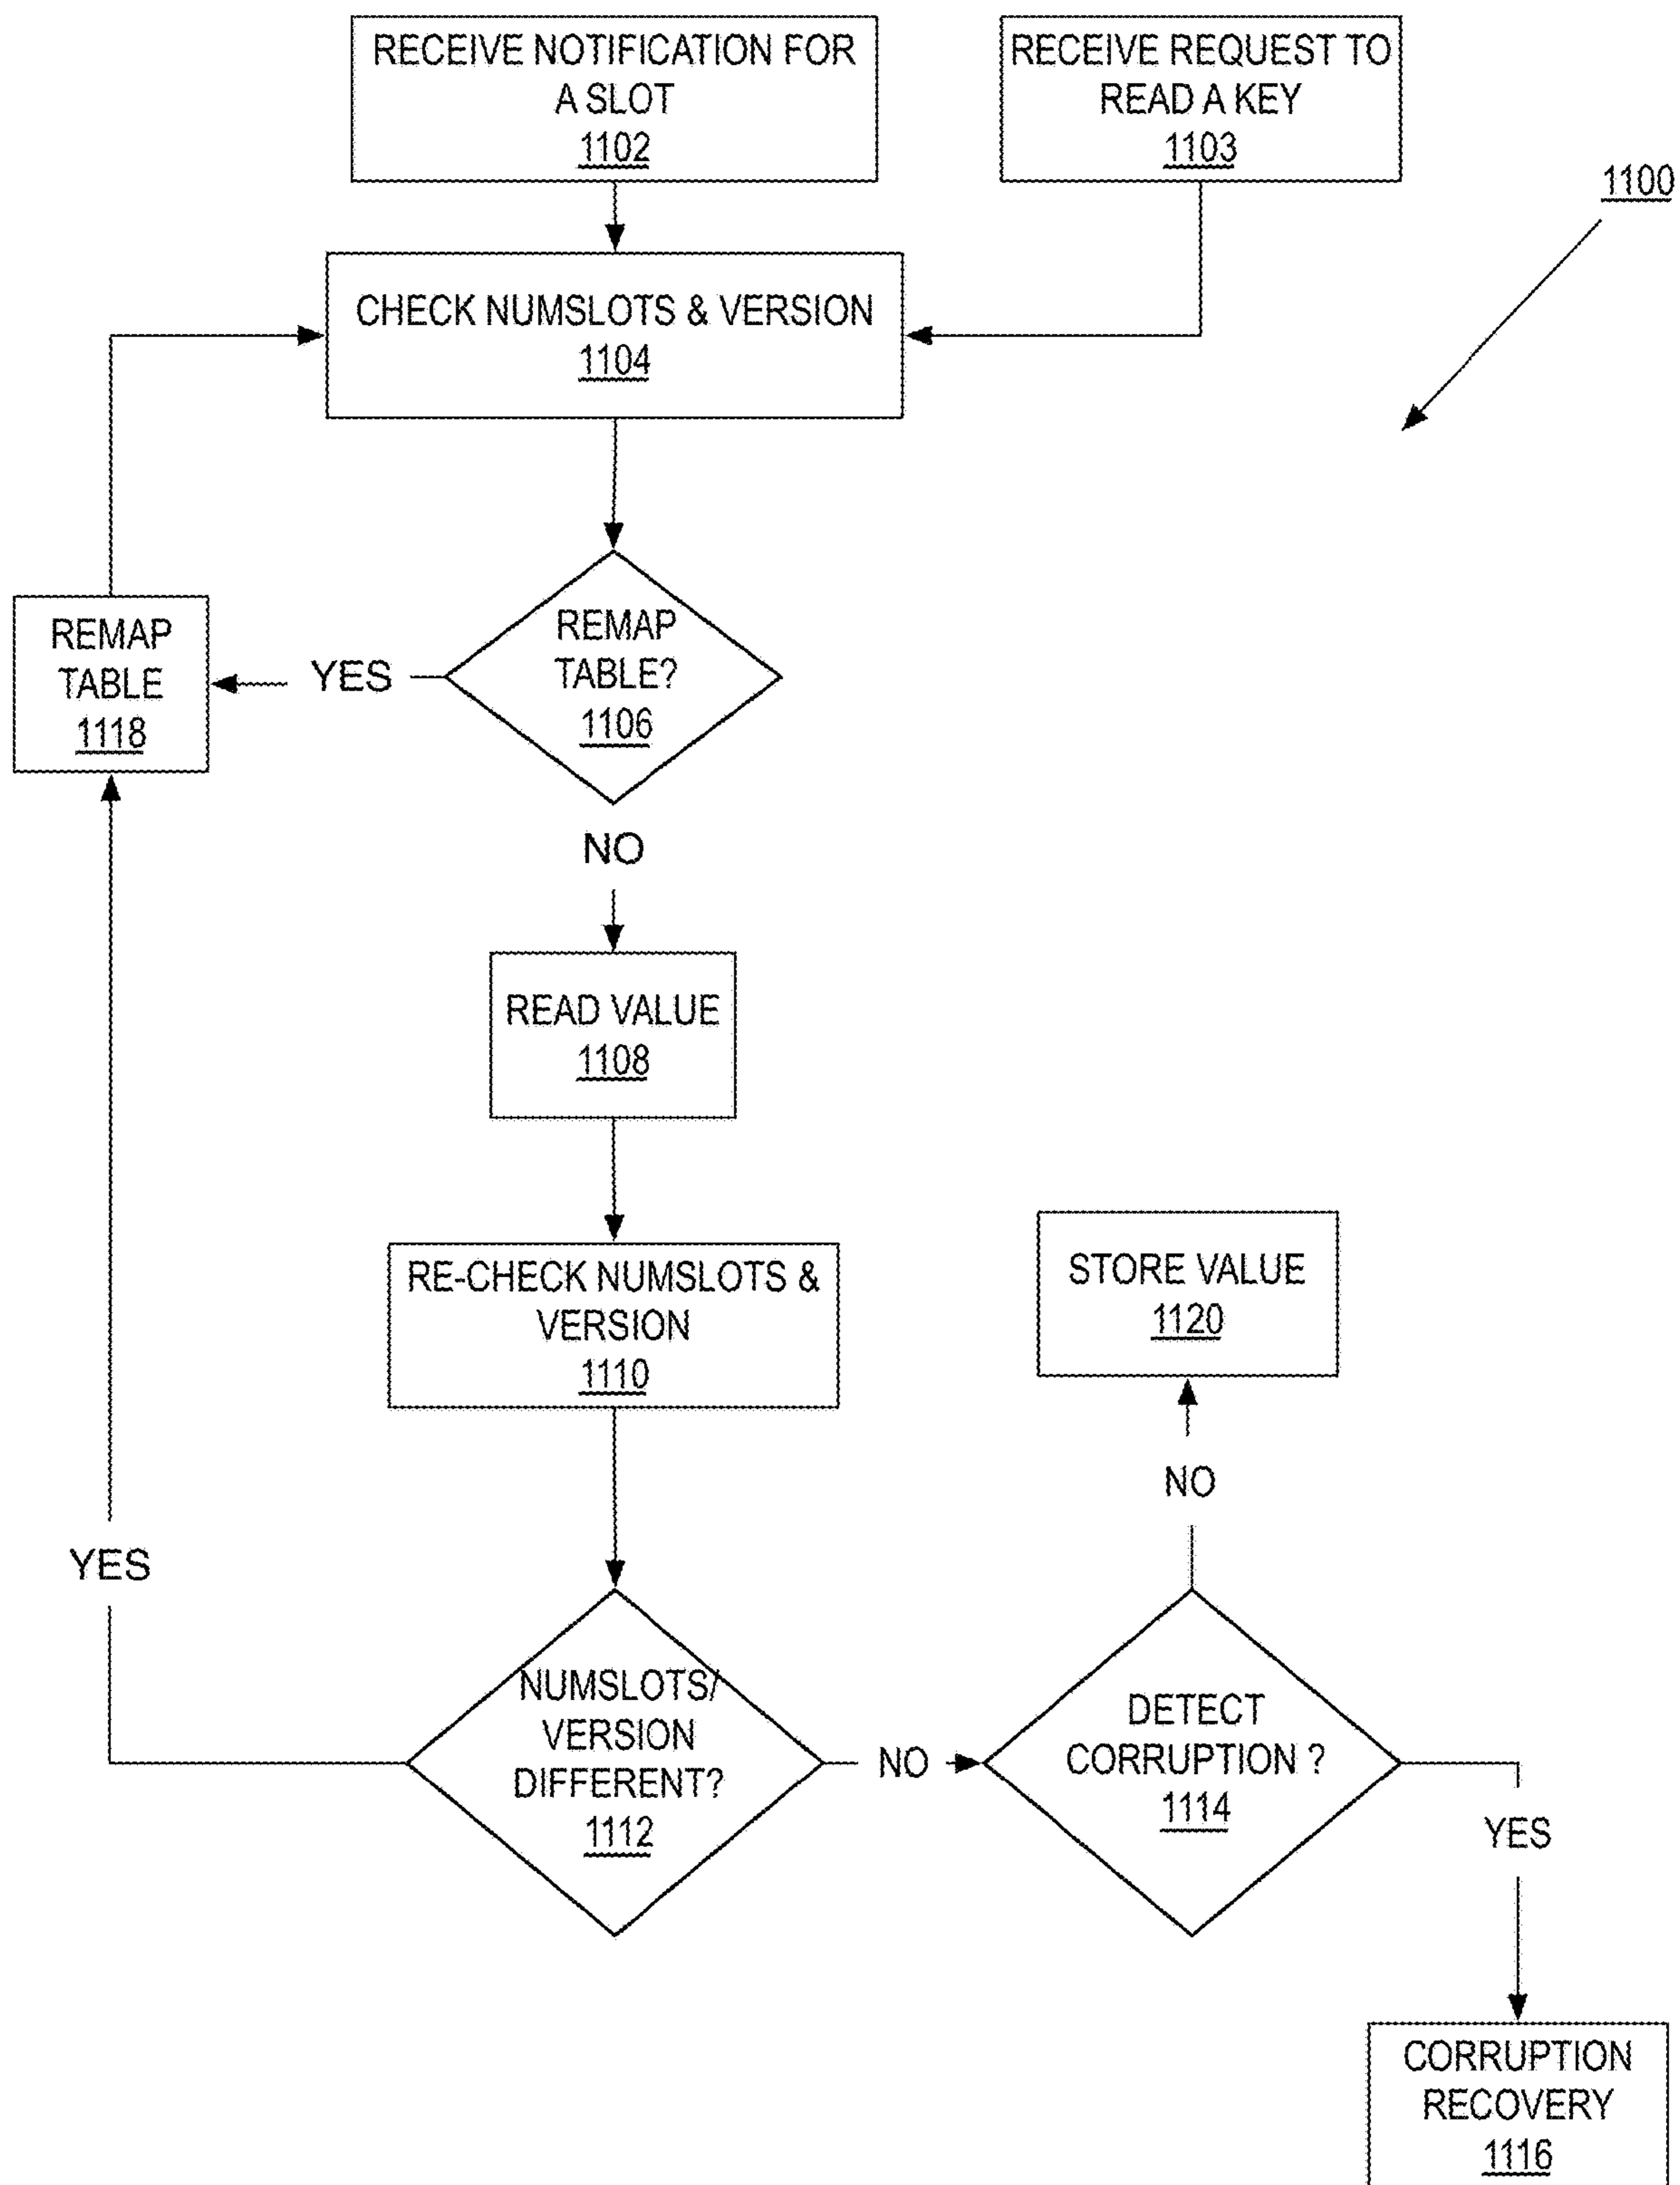 RECEIVE NOTIFICATION FOR
A SLOT
1102
RECEIVE REQUEST TO
READ A KEY
1103
1100
CHECK NUMSLOTS & VERSION
1104
REMAP
TABLE?
1106
YES
REMAP
TABLE
1118
NO
READ VALUE
1108
RE-CHECK NUMSLOTS &
VERSION
1110
STORE VALUE
1120
NO
YES
NUMSLOTS/
VERSION
DIFFERENT?
1112
NO
DETECT
CORRUPTION ?
1114
YES
CORRUPTION
RECOVERY
1116